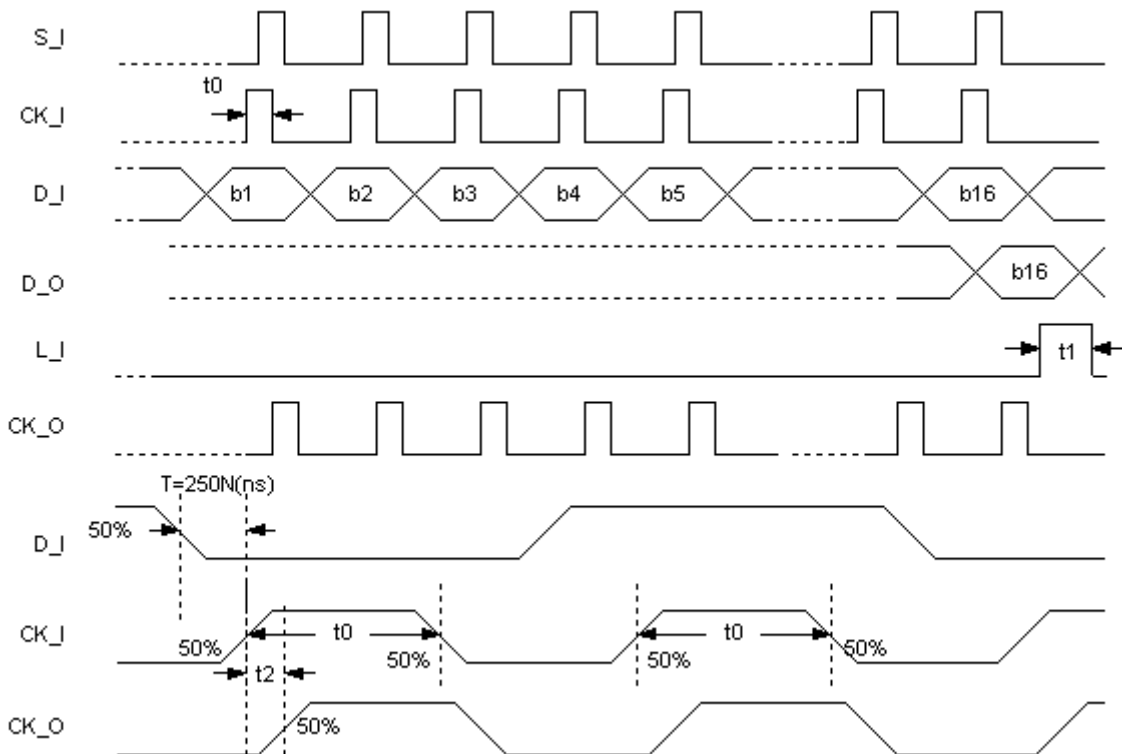 S_I
t0
CK_I
D_I b1 b2 b3 b4 b5 b16
D_O b16
L_I t1
CK_O
T=250N(ns)
50%
D_I
CK_I t0 t0
50% 50% 50% 50%
t2
CK_O 50%